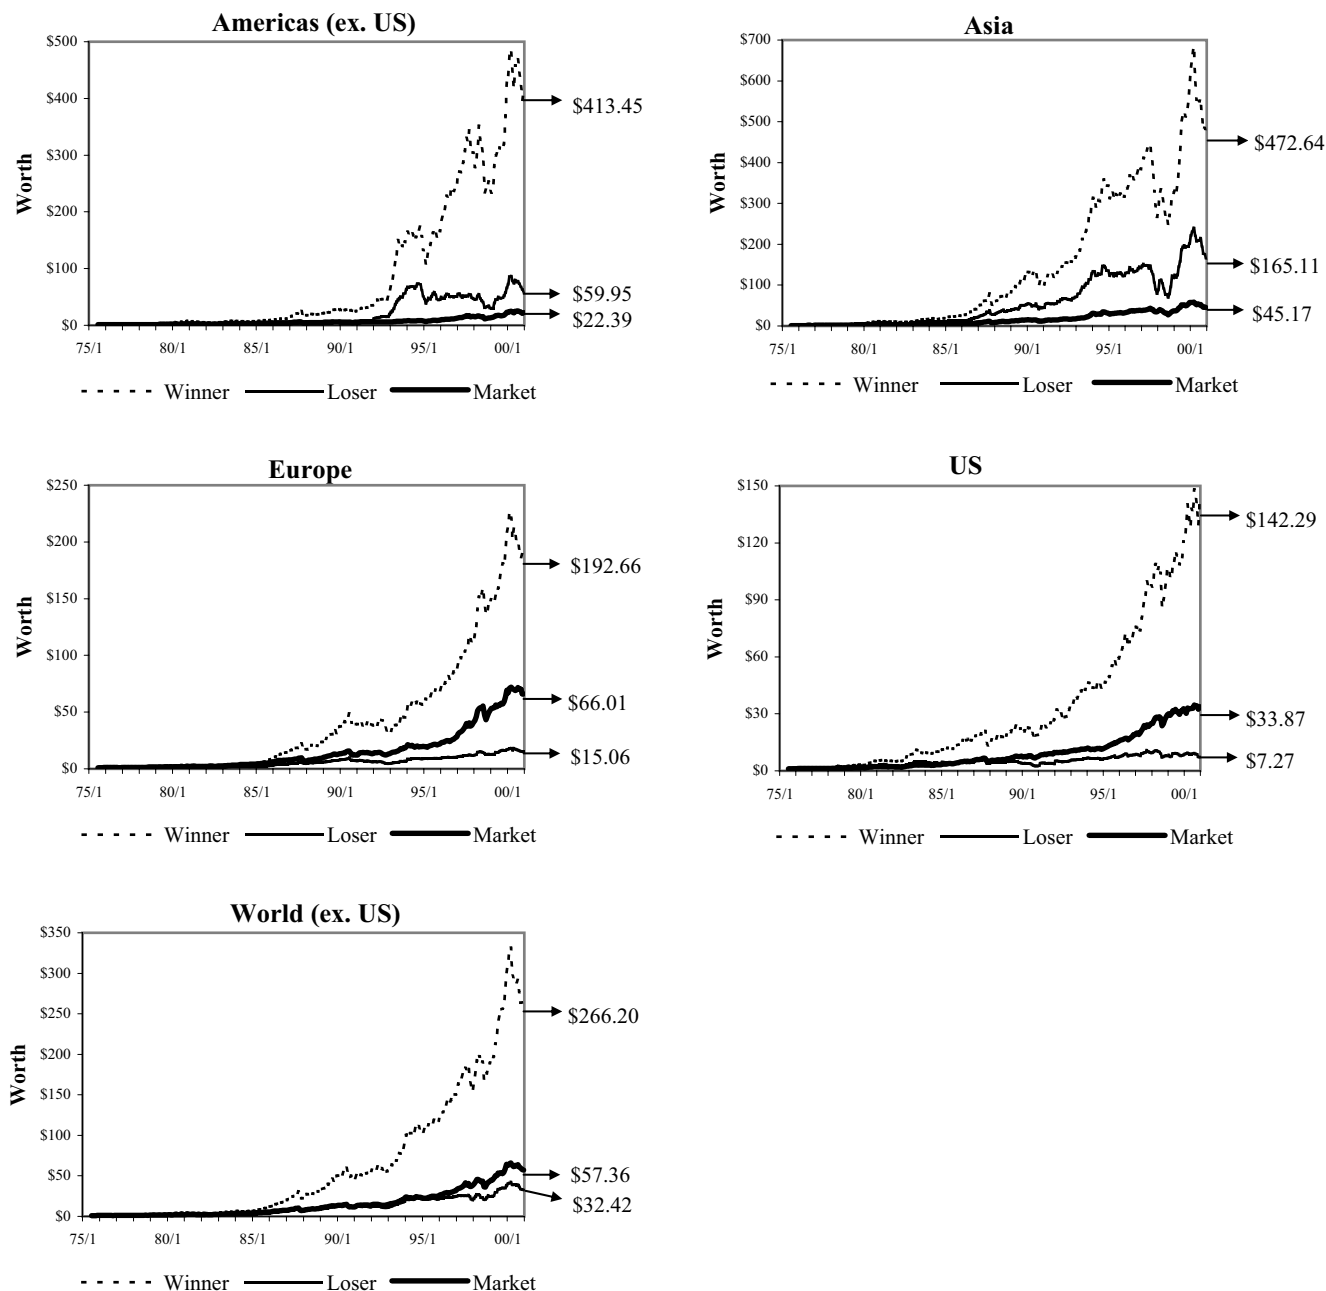 Americas (ex. US)
$500
$400
$300
$200
$100
$0
Worth
75/1 80/1 85/1 90/1 95/1 00/1
$413.45
$59.95
$22.39
Winner Loser Market
Asia
$700
$600
$500
$400
$300
$200
$100
$0
Worth
75/1 80/1 85/1 90/1 95/1 00/1
$472.64
$165.11
$45.17
Winner Loser Market
Europe
$250
$200
$150
$100
$50
$0
Worth
75/1 80/1 85/1 90/1 95/1 00/1
$192.66
$66.01
$15.06
Winner Loser Market
US
$150
$120
$90
$60
$30
$0
Worth
75/1 80/1 85/1 90/1 95/1 00/1
$142.29
$33.87
$7.27
Winner Loser Market
World (ex. US)
$350
$300
$250
$200
$150
$100
$50
$0
Worth
75/1 80/1 85/1 90/1 95/1 00/1
$266.20
$57.36
$32.42
Winner Loser Market